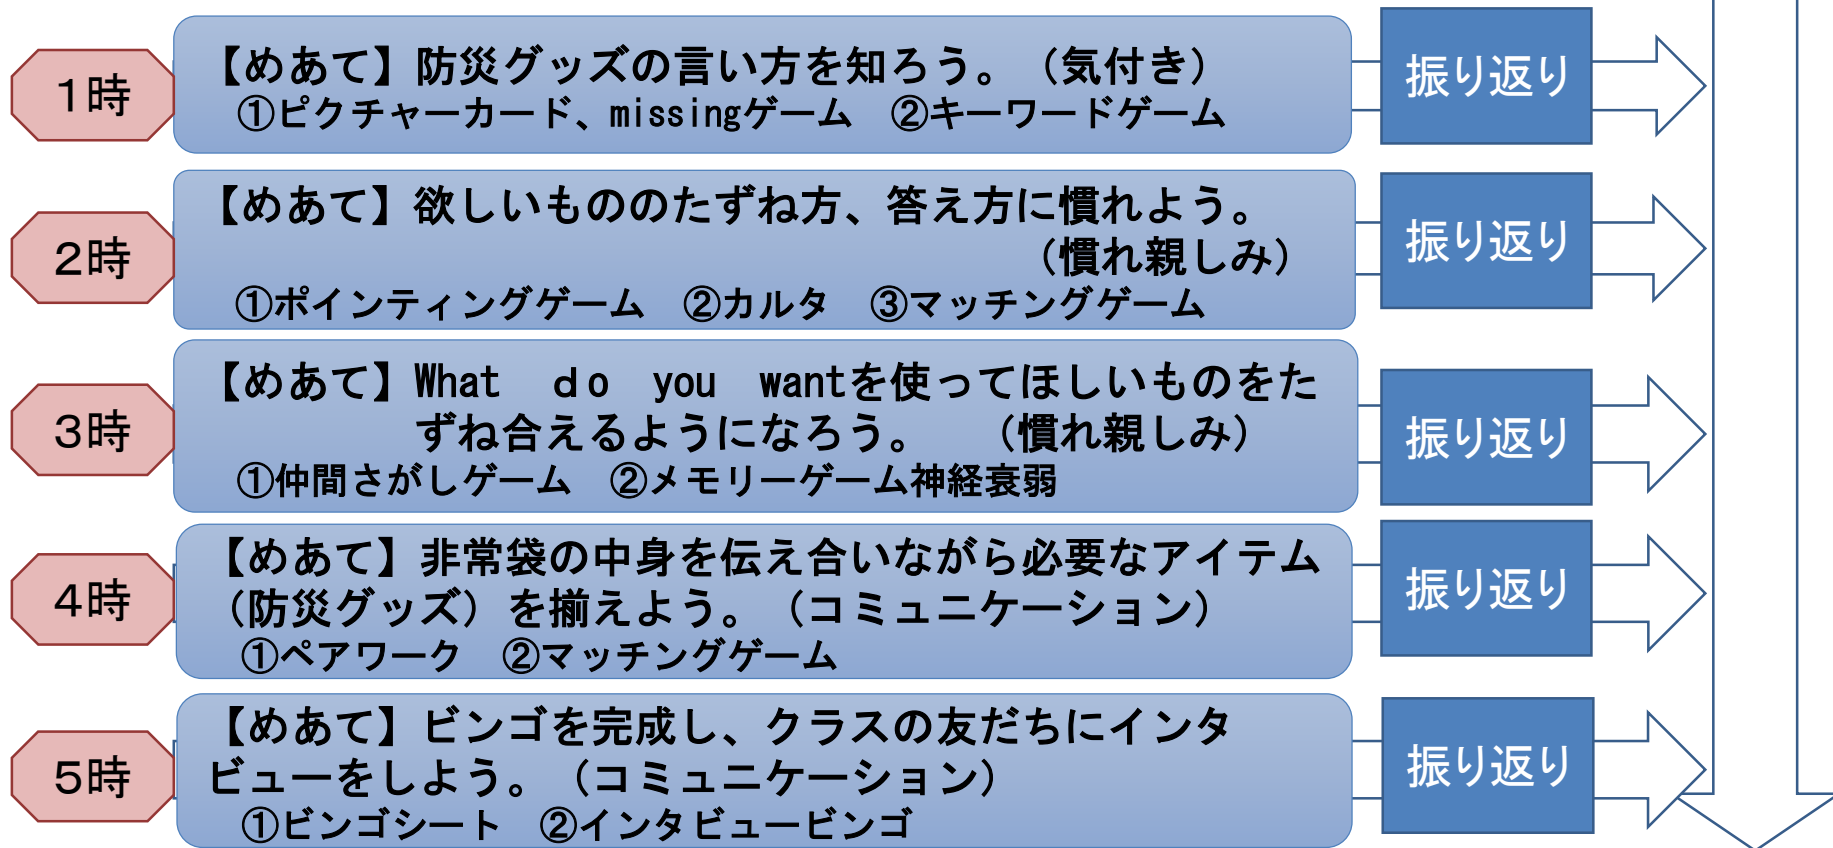 1時
【めあて】防災グッズの言い方を知ろう。（気付き）
①ピクチャーカード、missingゲーム　②キーワードゲーム
振り返り
2時
【めあて】欲しいもののたずね方、答え方に慣れよう。
（慣れ親しみ）
①ポインティングゲーム　②カルタ　③マッチングゲーム
振り返り
3時
【めあて】What　ｄｏ　you　wantを使ってほしいものをた
ずね合えるようになろう。　（慣れ親しみ）
①仲間さがしゲーム　②メモリーゲーム神経衰弱
振り返り
4時
【めあて】非常袋の中身を伝え合いながら必要なアイテム
（防災グッズ）を揃えよう。（コミュニケーション）
①ペアワーク　②マッチングゲーム
振り返り
5時
【めあて】ビンゴを完成し、クラスの友だちにインタ
ビューをしよう。（コミュニケーション）
①ビンゴシート　②インタビュービンゴ
振り返り